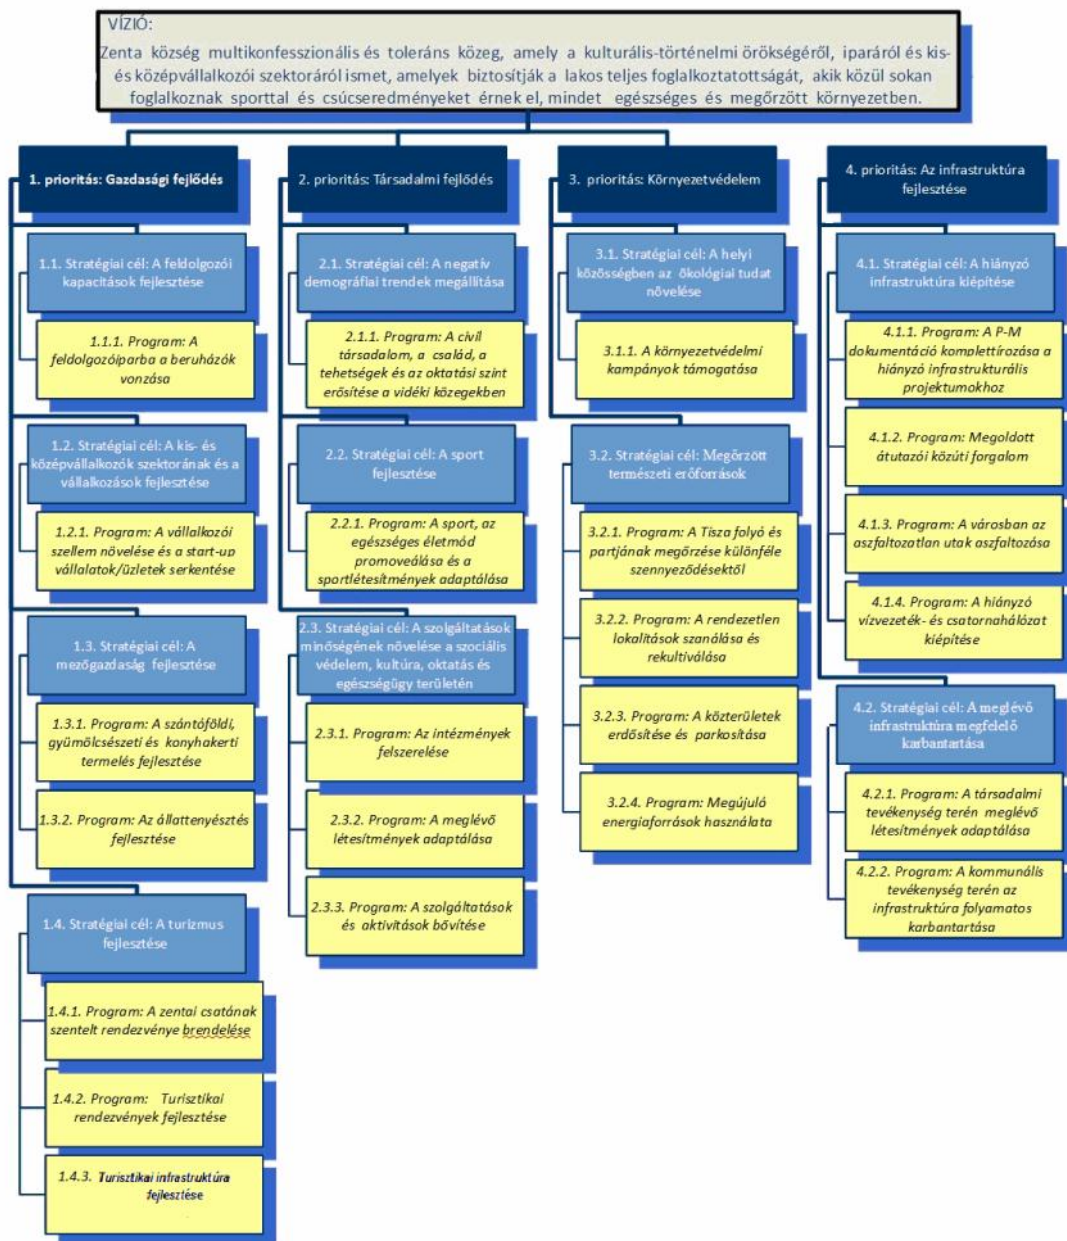 VÍZIÓ:
Zenta község multikonfesszionális és toleráns közeg, amely a kulturális-történelmi örökségéről, iparáról és kis-
és középvállalkozói szektoráról ismet, amelyek biztosítják a lakos teljes foglalkoztatottságát, akik közül sokan
foglalkoznak sporttal és csúcseredményeket érnek el, mindet egészséges és megőrzött környezetben.
1. prioritás: Gazdasági fejlődés
1.1. Stratégiai cél: A feldolgozói
kapacitások fejlesztése
1.1.1. Program: A
feldolgozóiparba a beruházók
vonzása
1.2. Stratégiai cél: A kis- és
középvállalkozók szektorának és a
vállalkozások fejlesztése
1.2.1. Program: A vállalkozói
szellem növelése és a start-up
vállalatok/üzletek serkentése
1.3. Stratégiai cél: A
mezőgazdaság fejlesztése
1.3.1. Program: A szántóföldi,
gyümölcsészeti és konyhakerti
termelés fejlesztése
1.3.2. Program: Az állattenyésztés
fejlesztése
1.4. Stratégiai cél: A turizmus
fejlesztése
1.4.1. Program: A zentai csatának
szentelt rendezvénye brendelése
1.4.2. Program: Turisztikai
rendezvények fejlesztése
1.4.3. Turisztikai infrastruktúra
fejlesztése
2. prioritás: Társadalmi fejlődés
2.1. Stratégiai cél: A negatív
demográfiai trendek megállítása
2.1.1. Program: A civil
társadalom, a család, a
tehetségek és az oktatási szint
erősítése a vidéki közegekben
2.2. Stratégiai cél: A sport
fejlesztése
2.2.1. Program: A sport, az
egészséges életmód
promoveálása és a
sportlétesítmények adaptálása
2.3. Stratégiai cél: A szolgáltatások
minőségének növelése a szociális
védelem, kultúra, oktatás és
egészségügy területén
2.3.1. Program: Az intézmények
felszerelése
2.3.2. Program: A meglévő
létesítmények adaptálása
2.3.3. Program: A szolgáltatások
és aktivitások bővítése
3. prioritás: Környezetvédelem
3.1. Stratégiai cél: A helyi
közösségben az ökológiai tudat
növelése
3.1.1. A környezetvédelmi
kampányok támogatása
3.2. Stratégiai cél: Megőrzött
természeti erőforrások
3.2.1. Program: A Tisza folyó és
partjának megőrzése különféle
szennyeződésektől
3.2.2. Program: A rendezetlen
lokalitások szanálása és
rekultiválása
3.2.3. Program: A közterületek
erdősítése és parkosítása
3.2.4. Program: Megújuló
energiaforrások használata
4. prioritás: Az infrastruktúra
fejlesztése
4.1. Stratégiai cél: A hiányzó
infrastruktúra kiépítése
4.1.1. Program: A P-M
dokumentáció komplettírozása a
hiányzó infrastrukturális
projektumokhoz
4.1.2. Program: Megoldott
átutazói közúti forgalom
4.1.3. Program: A városban az
aszfaltozatlan utak aszfaltozása
4.1.4. Program: A hiányzó
vízvezeték- és csatornahálózat
kiépítése
4.2. Stratégiai cél: A meglévő
infrastruktúra megfelelő
karbantartása
4.2.1. Program: A társadalmi
tevékenység terén meglévő
létesítmények adaptálása
4.2.2. Program: A kommunális
tevékenység terén az
infrastruktúra folyamatos
karbantartása